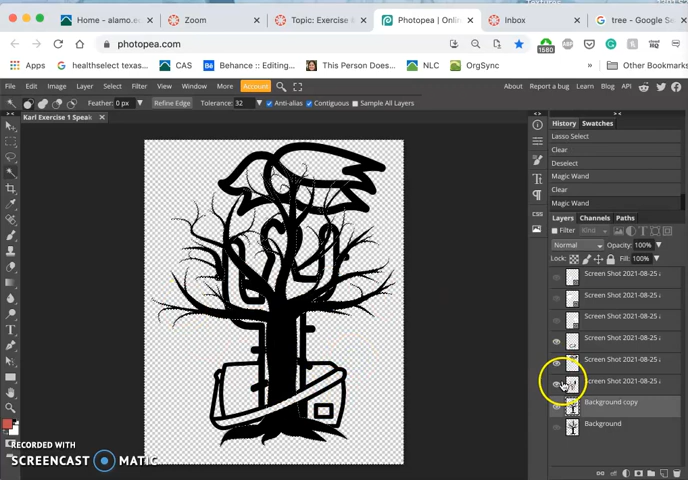 Home - alamo.ed
Zoom
Topic: Exercise #
Photopea | Onlin
Inbox
tree - Google Se
photopea.com
1580
ABP
Apps
healthselect texas...
CAS
Behance :: Editing...
This Person Does...
NLC
OrgSync
»
Other Bookmarks
File Edit Image Layer Select Filter View Window More Account
About Report a bug Learn Blog API
Feather: 0 px Refine Edge Tolerance: 32 Anti-alias Contiguous Sample All Layers
Karl Exercise 1 Speak
History Swatches
Lasso Select
Clear
Deselect
Magic Wand
Clear
Magic Wand
CSS
Layers Channels Paths
Filter Kind
Normal Opacity: 100%
Lock: Fill: 100%
Screen Shot 2021-08-25
Screen Shot 2021-08-25
Screen Shot 2021-08-25
Screen Shot 2021-08-25
Screen Shot 2021-08-25
Screen Shot 2021-08-25
Background copy
Background
RECORDED WITH
SCREENCAST MATIC